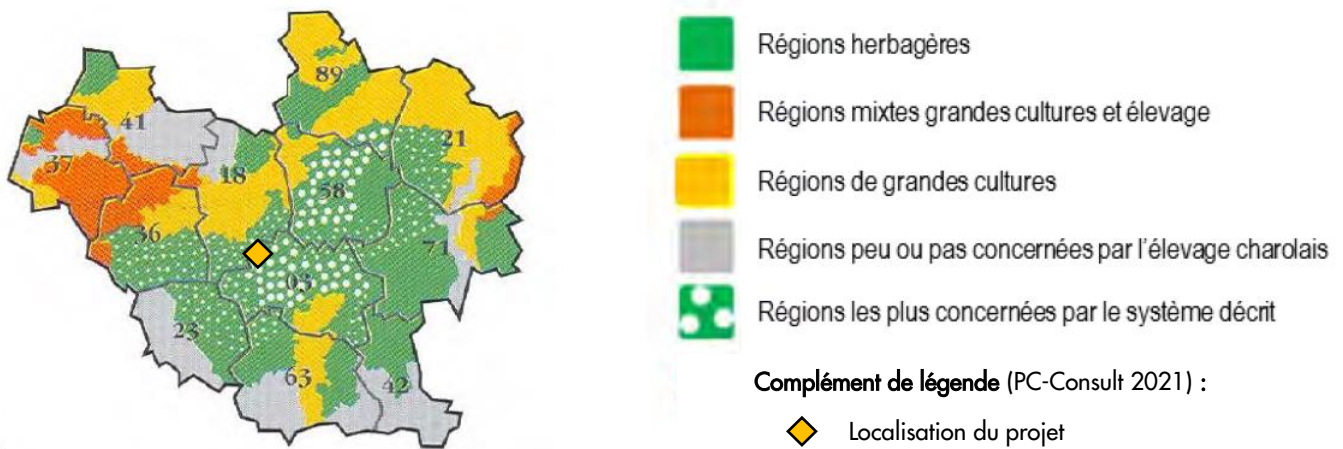 89
41
21
37
18
58
36
71
03
23
63
42
Régions herbagères
Régions mixtes grandes cultures et élevage
Régions de grandes cultures
Régions peu ou pas concernées par l'élevage charolais
Régions les plus concernées par le système décrit
Complément de légende (PC-Consult 2021) :
Localisation du projet